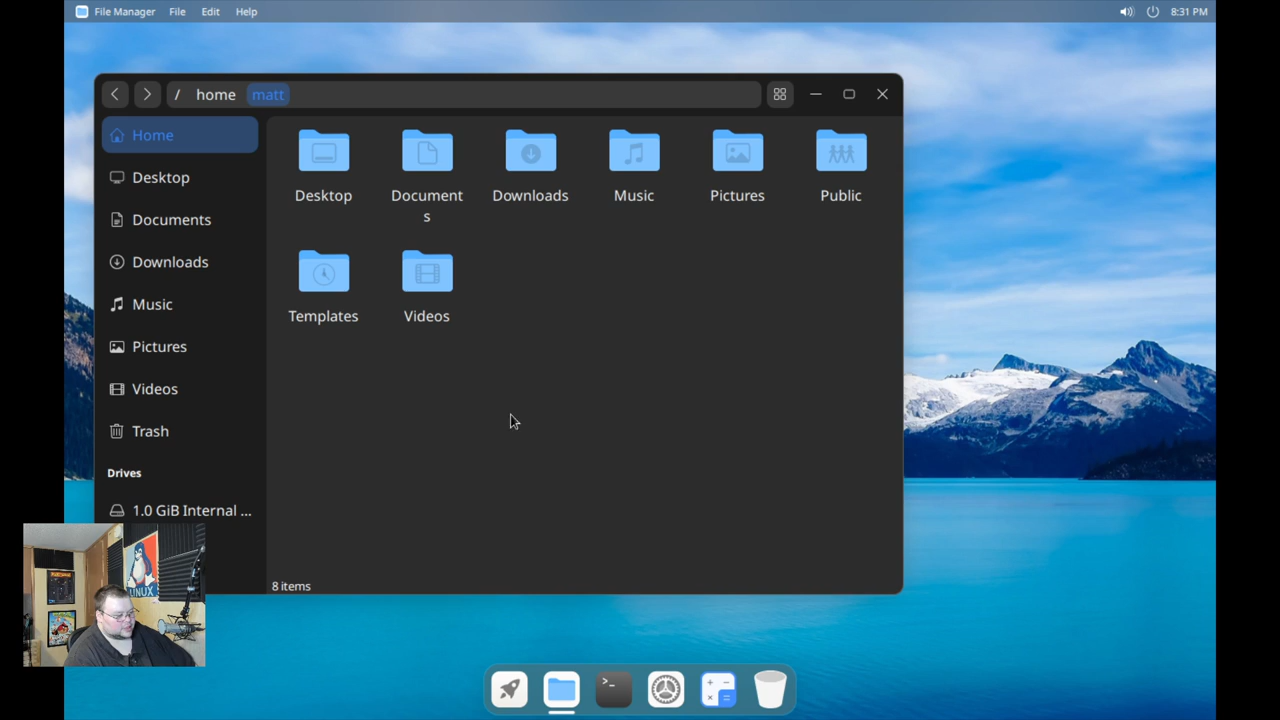 File Manager File Edit Help 8:31 PM
/ home matt
Home
Desktop
Documents
Downloads
Music
Pictures
Videos
Trash
Drives
1.0 GiB Internal ...
Desktop
Document
s
Downloads
Music
Pictures
Public
Templates
Videos
8 items
LINUX
>-